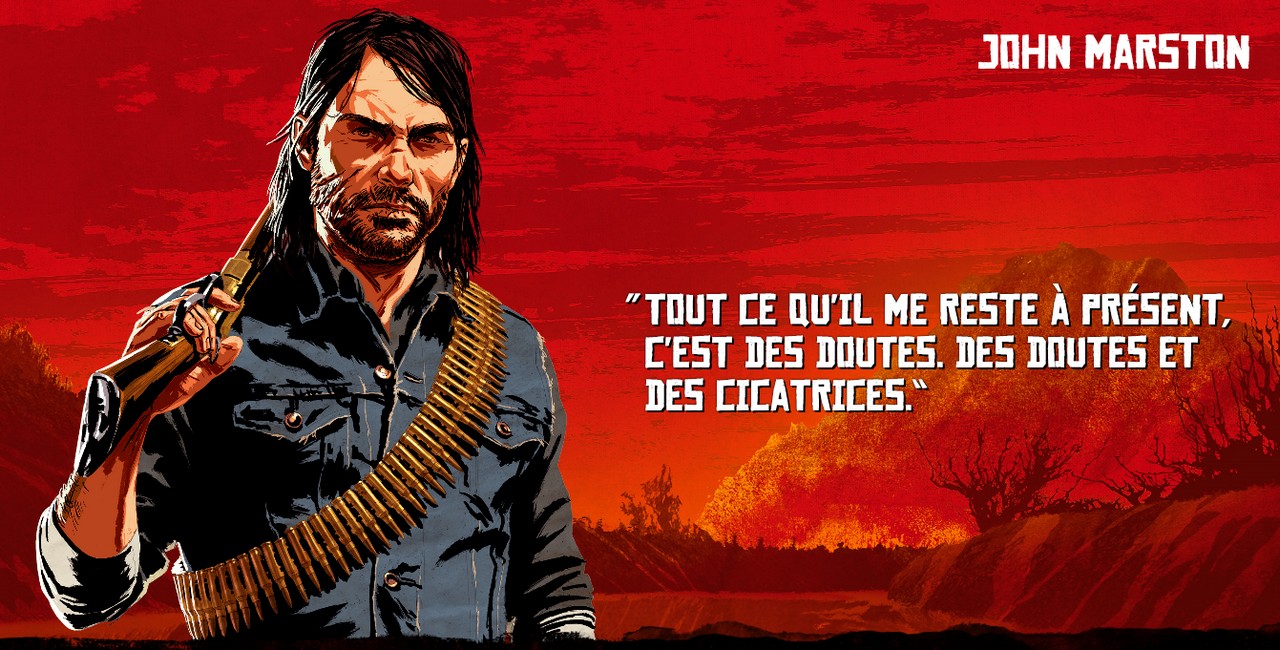 JOHN MARSTON
"TOUT CE QU'IL ME RESTE À PRÉSENT,
C'EST DES DOUTES. DES DOUTES ET
DES CICATRICES."